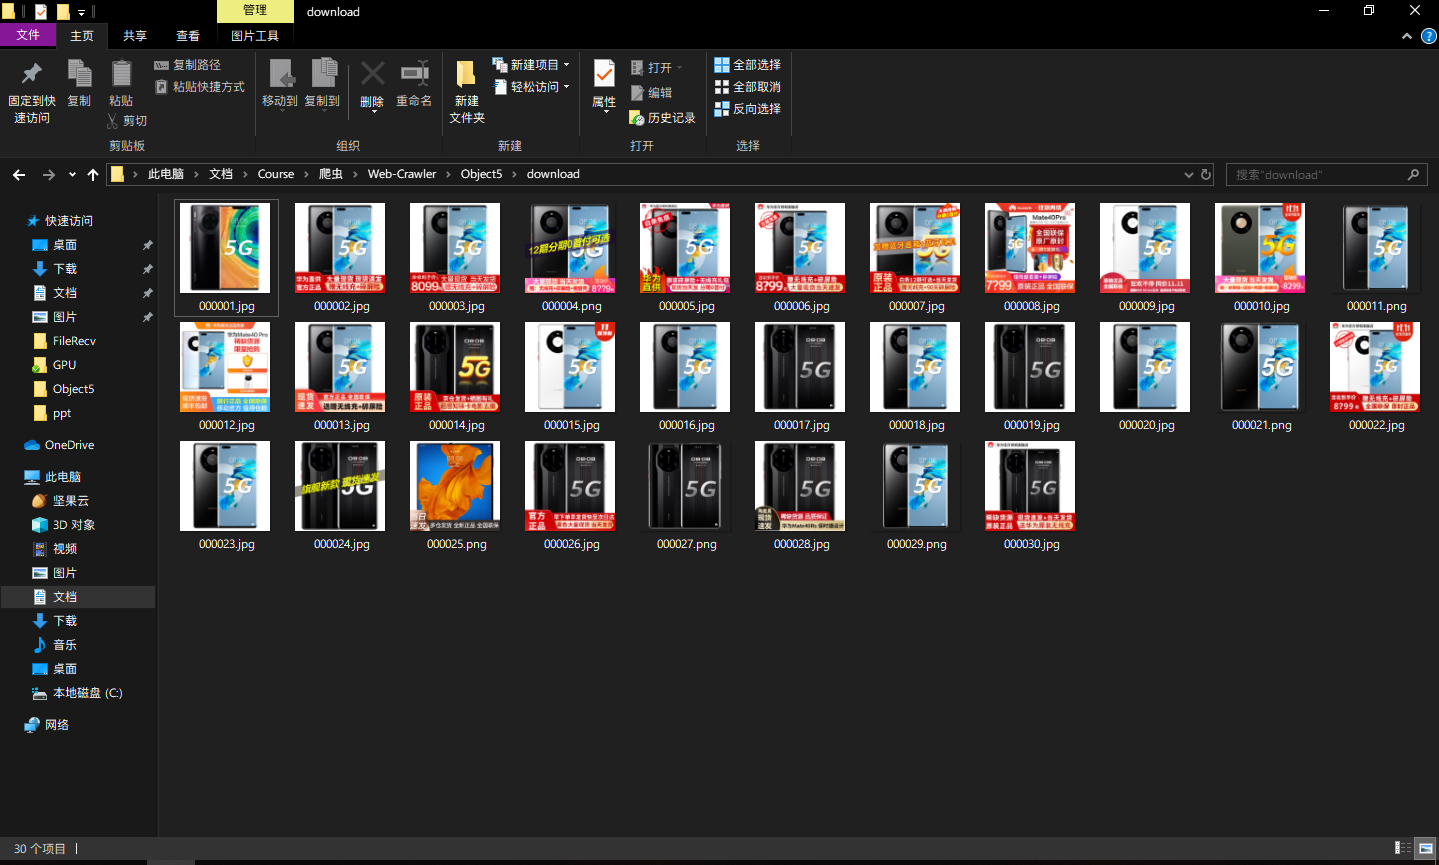 管理
download
文件
主页
共享
查看
图片工具
固定到快
速访问
复制
粘贴
复制路径
粘贴快捷方式
剪切
剪贴板
移动到
复制到
删除
重命名
组织
新建
文件夹
新建项目
轻松访问
新建
属性
打开
编辑
历史记录
打开
全部选择
全部取消
反向选择
选择
此电脑 文档 Course 爬虫 Web-Crawler Object5 download
搜索"download"
快速访问
桌面
下载
文档
图片
FileRecv
GPU
Object5
ppt
OneDrive
此电脑
坚果云
3D 对象
视频
图片
文档
下载
音乐
桌面
本地磁盘 (C:)
网络
000001.jpg 000002.jpg 000003.jpg 000004.png 000005.jpg 000006.jpg 000007.jpg 000008.jpg 000009.jpg 000010.jpg 000011.png
000012.jpg 000013.jpg 000014.jpg 000015.jpg 000016.jpg 000017.jpg 000018.jpg 000019.jpg 000020.jpg 000021.png 000022.jpg
000023.jpg 000024.jpg 000025.png 000026.jpg 000027.png 000028.jpg 000029.png 000030.jpg
30 个项目